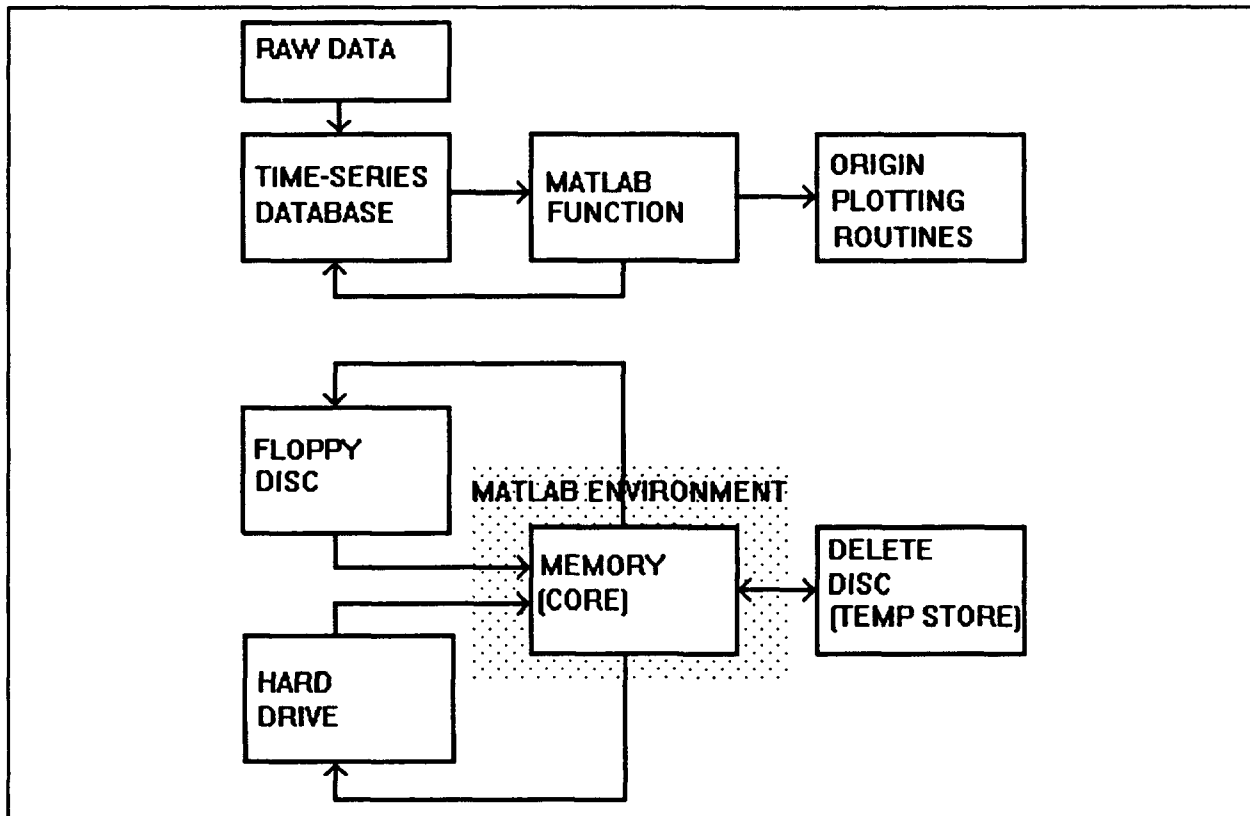 RAW DATA
TIME-SERIES
DATABASE
MATLAB
FUNCTION
ORIGIN
PLOTTING
ROUTINES
FLOPPY
DISC
MATLAB ENVIRONMENT
MEMORY
(CORE)
DELETE
DISC
(TEMP STORE)
HARD
DRIVE